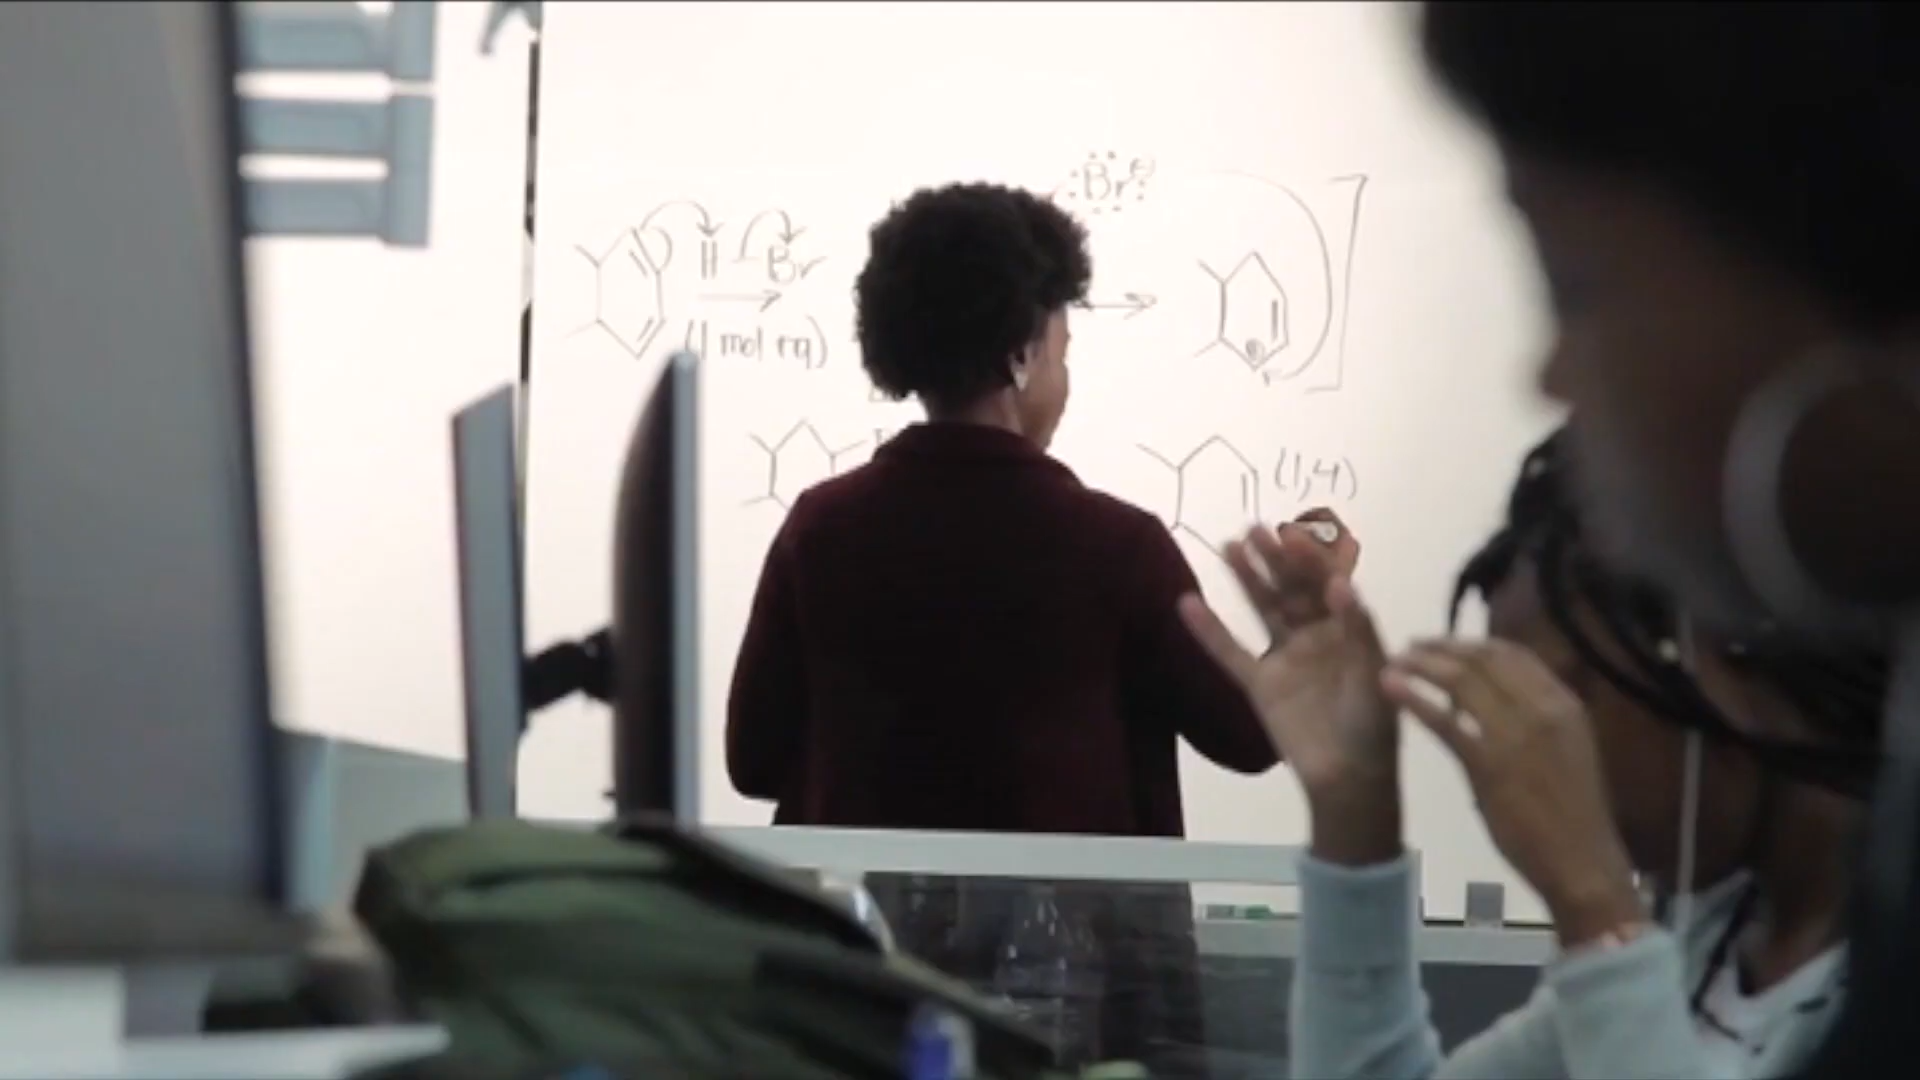 :Br:⊖
H Br
(1 mol eq)
⊕
(1,4)